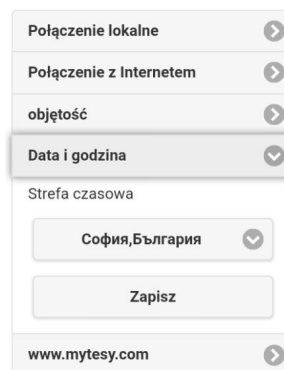 Połączenie lokalne
Połączenie z Internetem
objętość
Data i godzina
Strefa czasowa
София,България
Zapisz
www.mytesy.com